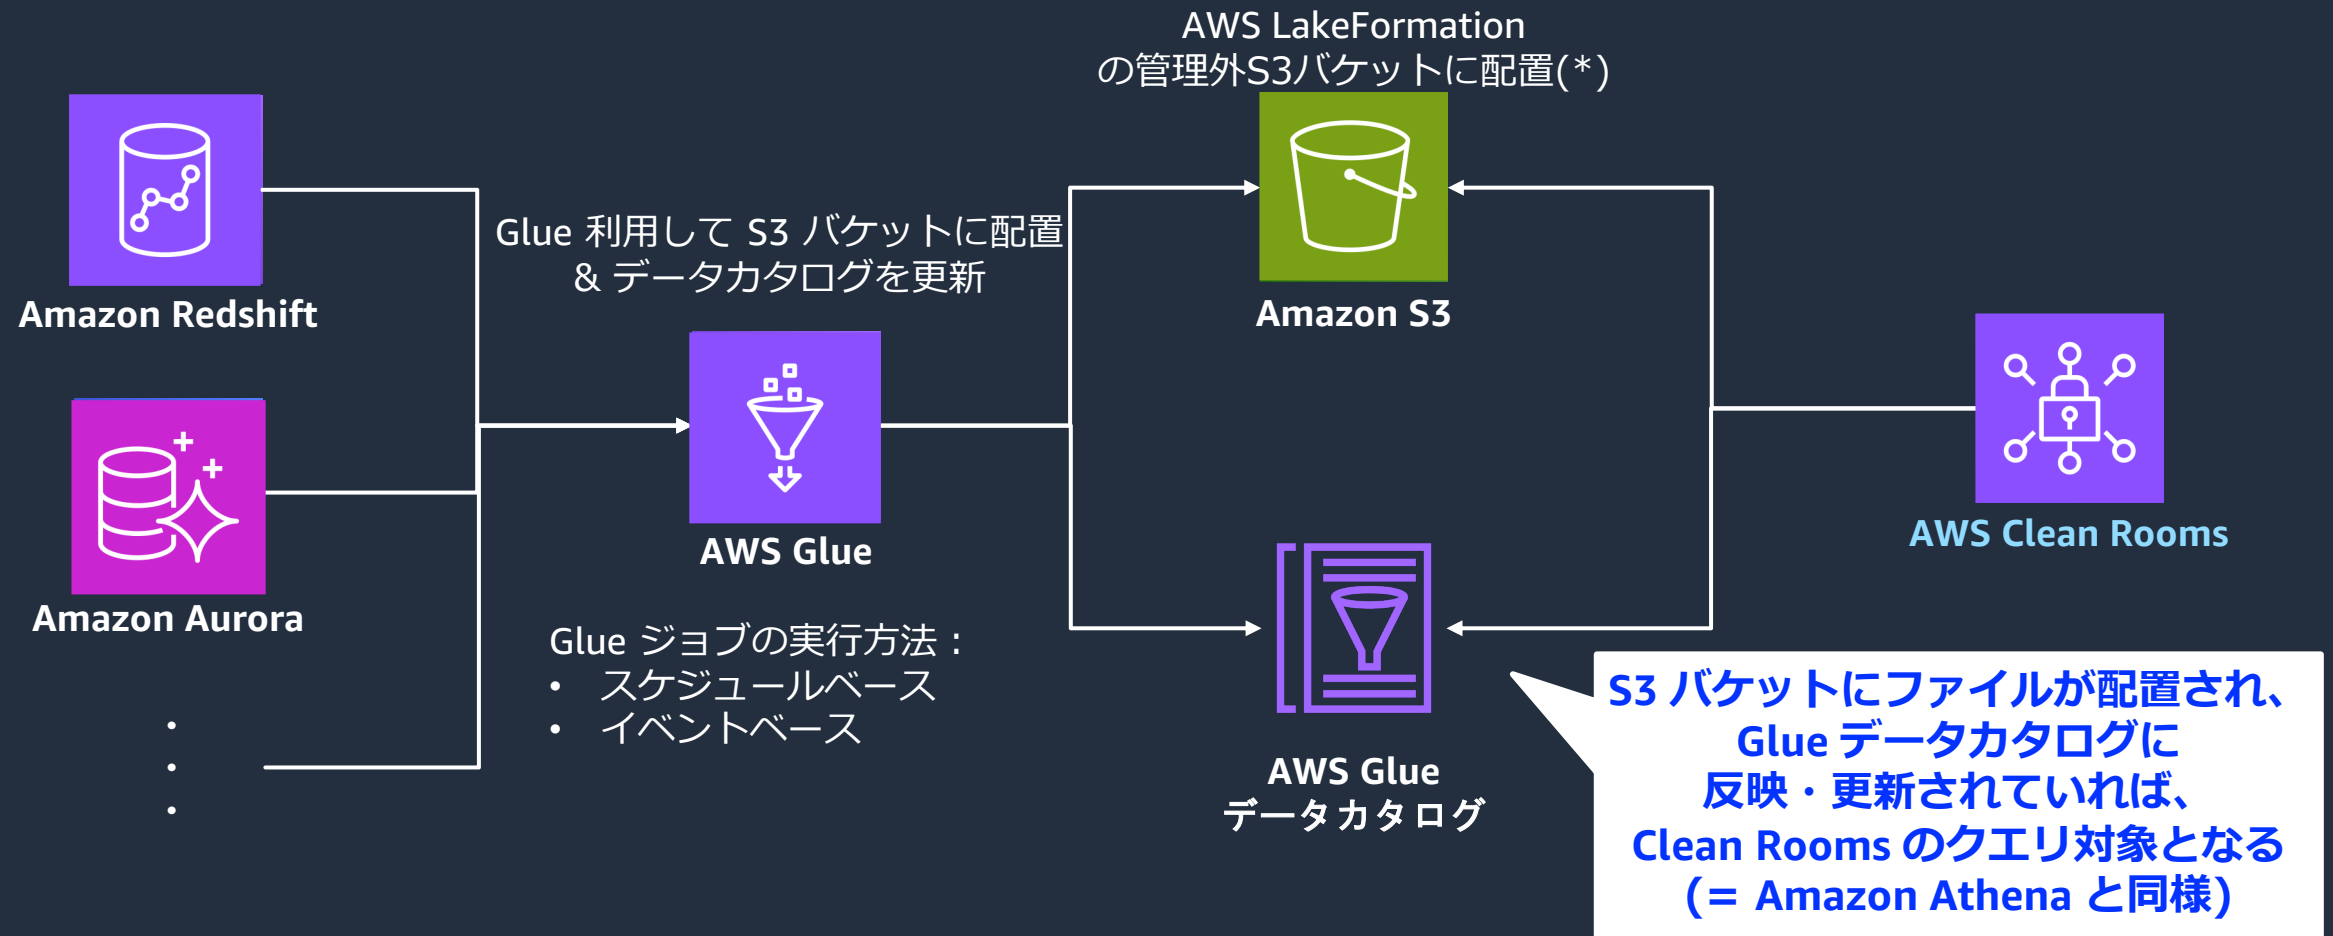 AWS LakeFormation
の管理外S3バケットに配置(*)
Amazon Redshift
Glue 利用して S3 バケットに配置
& データカタログを更新
Amazon S3
Amazon Aurora
AWS Glue
AWS Clean Rooms
Glue ジョブの実行方法：
• スケジュールベース
• イベントベース
・
・
・
AWS Glue
データカタログ
S3 バケットにファイルが配置され、
Glue データカタログに
反映・更新されていれば、
Clean Rooms のクエリ対象となる
(= Amazon Athena と同様)